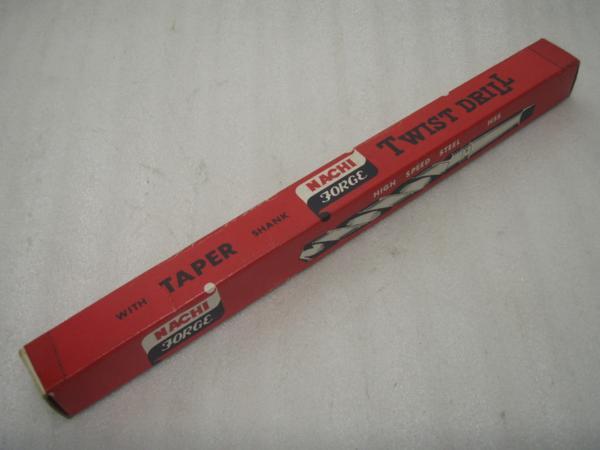 WITH TAPER SHANK
NACHI
FORGE
TWIST DRILL
HIGH SPEED STEEL HSS
NACHI
FORGE